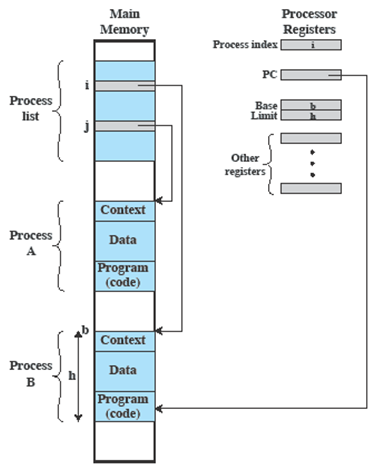 Main
Memory
Processor
Registers
Process index
i
PC
i
Process
list
j
Base
b
Limit
h
Other
registers
Context
Process
A
Data
Program
(code)
b
Context
Process
B
h
Data
Program
(code)